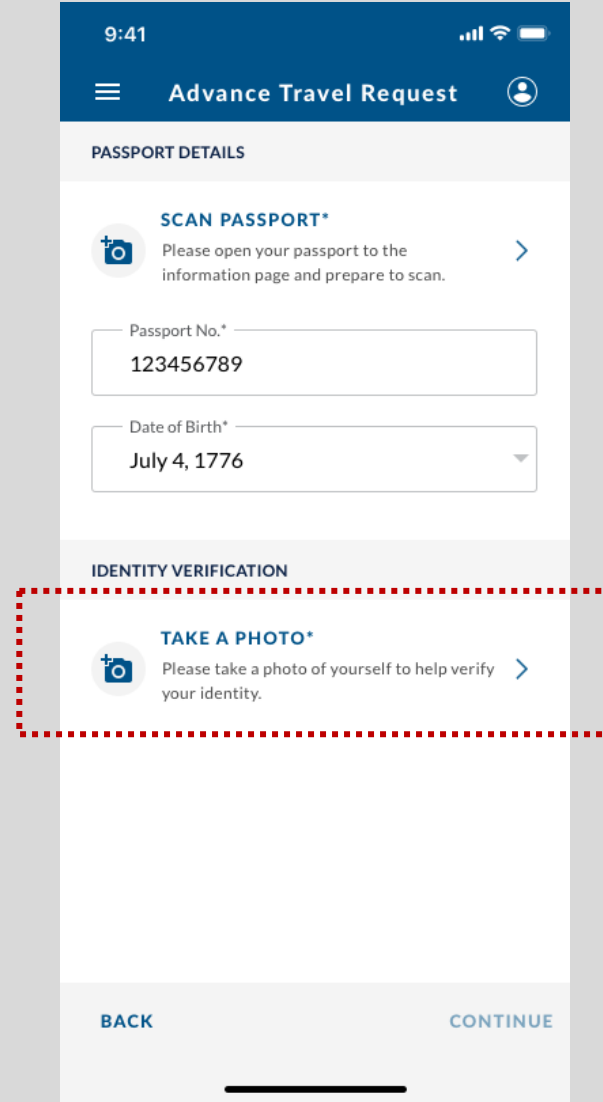 9:41
Advance Travel Request
PASSPORT DETAILS
SCAN PASSPORT*
Please open your passport to the
information page and prepare to scan.
Passport No.*
123456789
Date of Birth*
July 4, 1776
IDENTITY VERIFICATION
TAKE A PHOTO*
Please take a photo of yourself to help verify
your identity.
BACK
CONTINUE